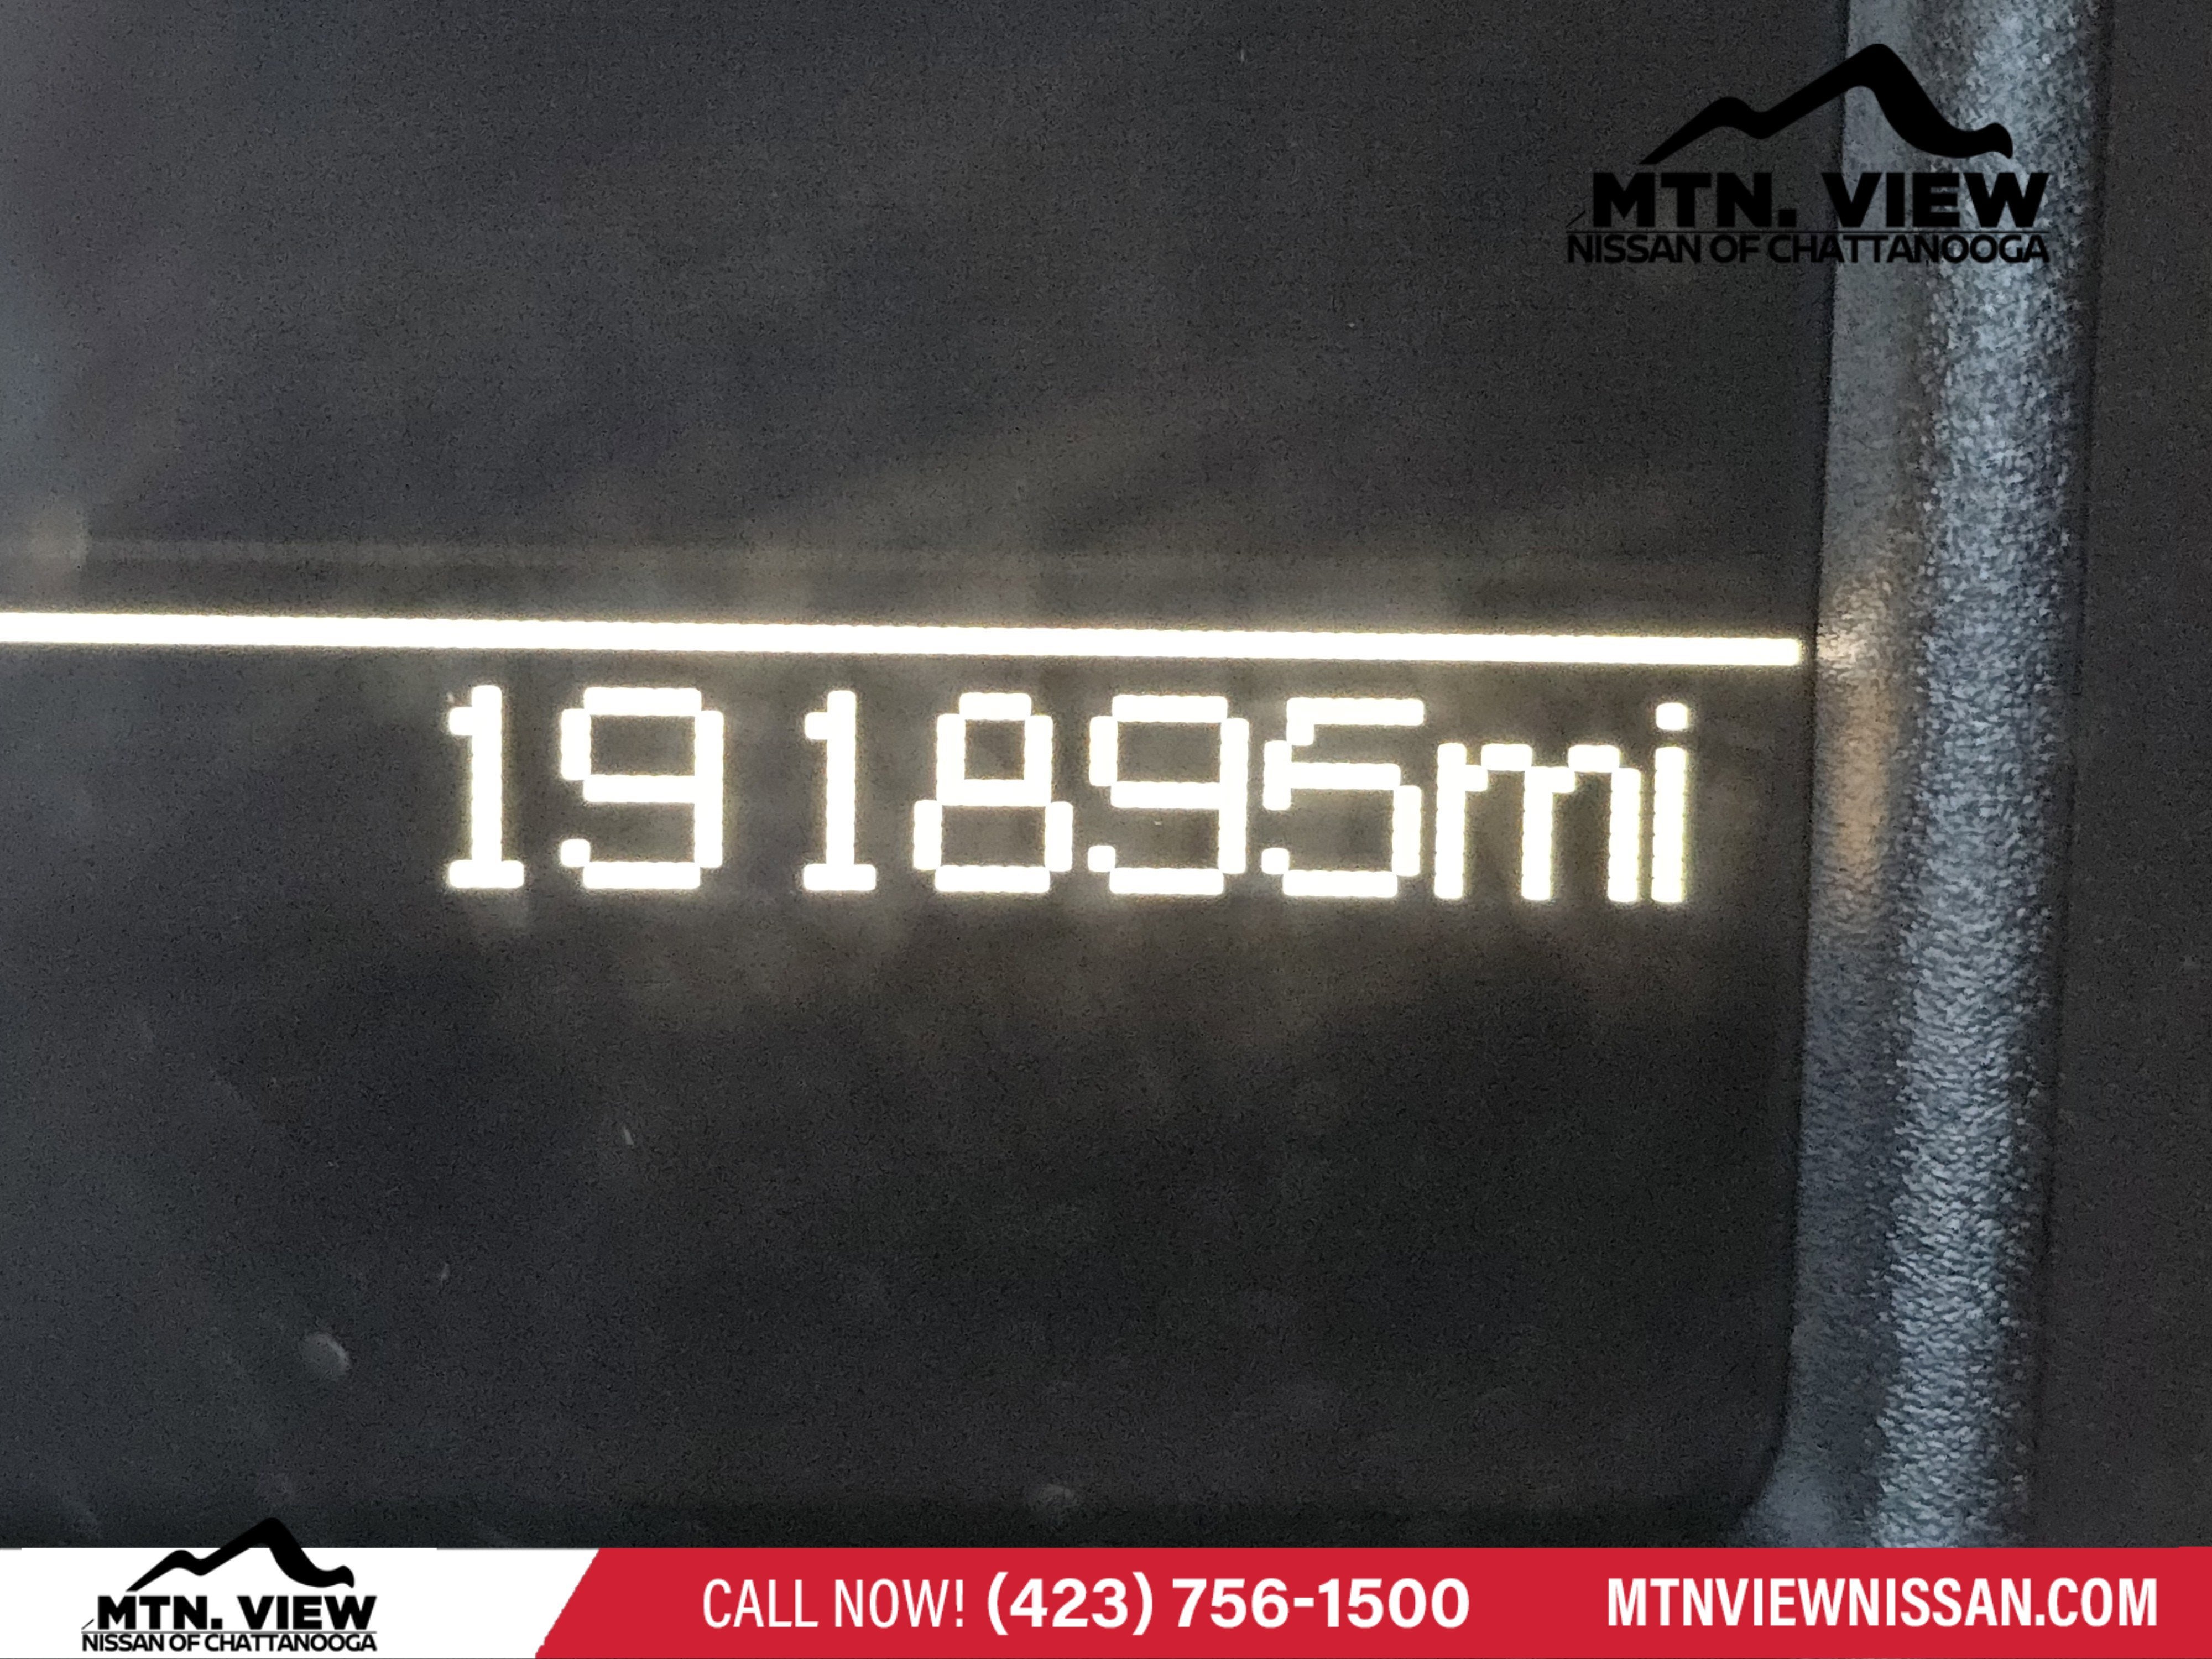 MTN. VIEW
NISSAN OF CHATTANOOGA
191895mi
MTN. VIEW
NISSAN OF CHATTANOOGA
CALL NOW! (423) 756-1500
MTNVIEWNISSAN.COM